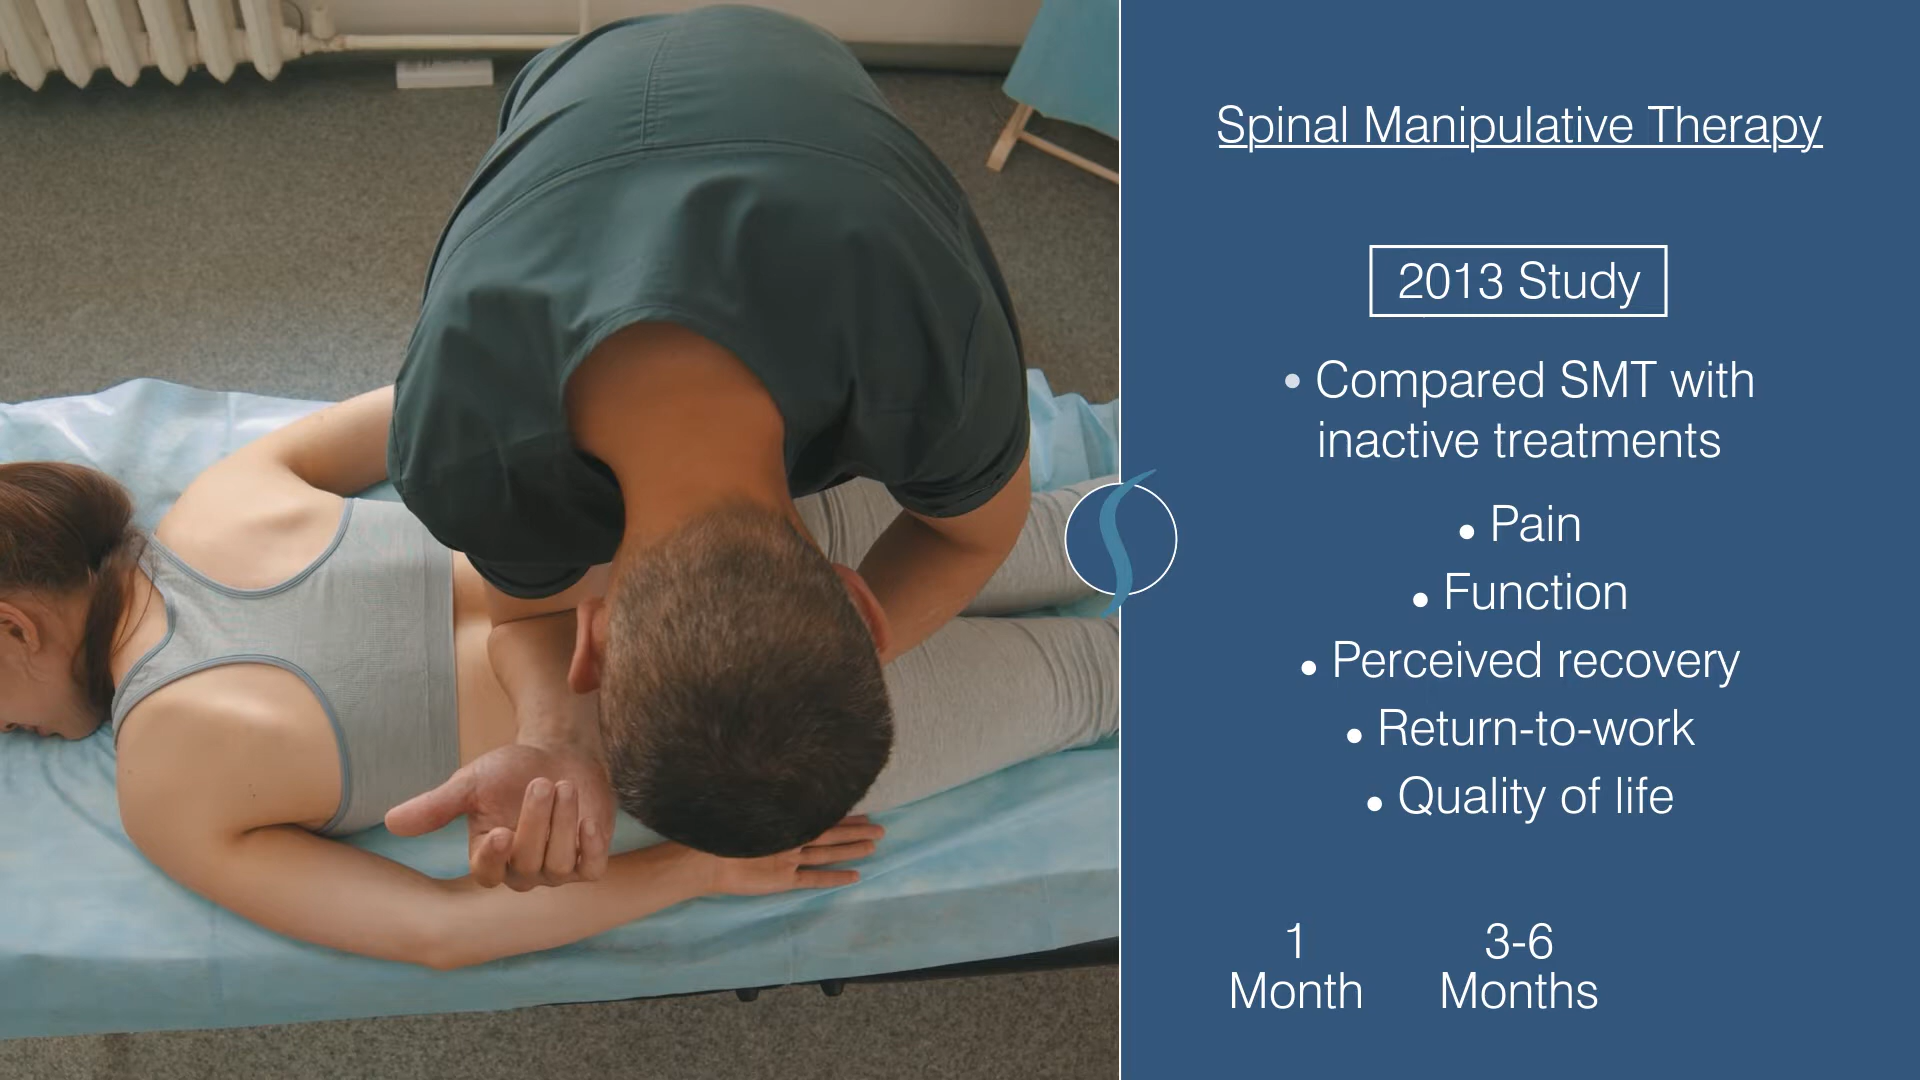 Spinal Manipulative Therapy
2013 Study
• Compared SMT with
inactive treatments
• Pain
• Function
• Perceived recovery
• Return-to-work
• Quality of life
1 3-6
Month Months